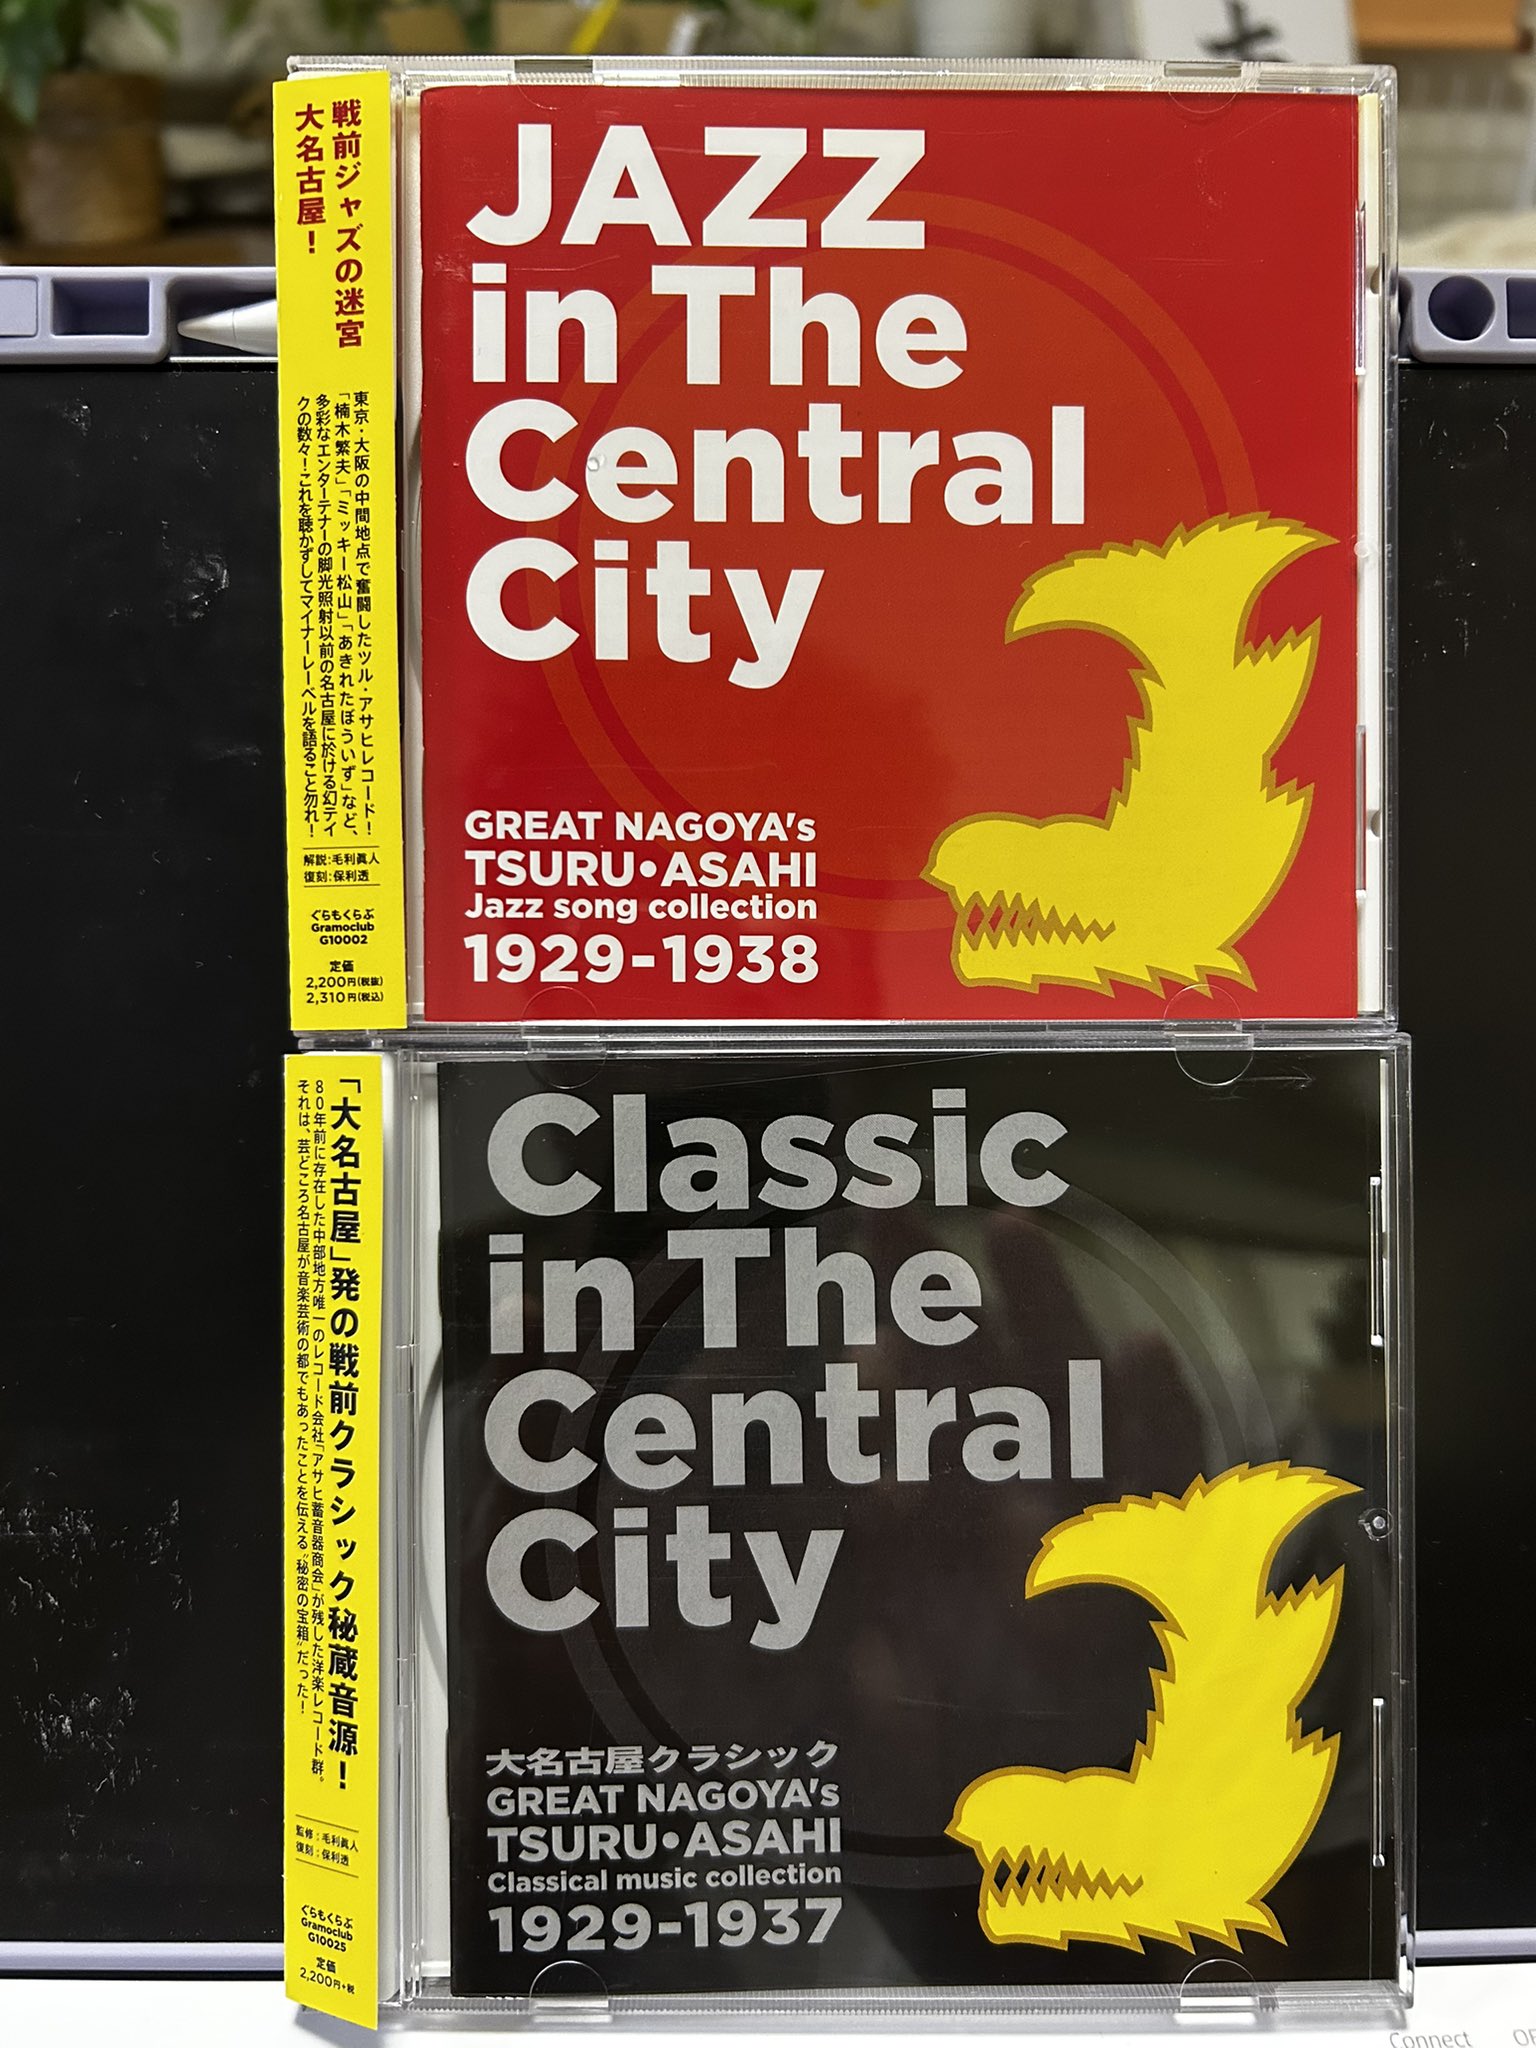 戦前ジャズの迷宮
大名古屋！
東京・大阪の中間地点で奮闘したツル・アサヒレコード！
「楠木繁夫」「ミッキー松山」「あきれたぼういず」など、
多彩なエンターテナーの脚光照射以前の名古屋に於ける幻テイ
クの数々！これを聴かずしてマイナーレーベルを語ること勿れ！
解説：毛利眞人
復刻：保利透
ぐらもくらぶ
Gramoclub
G10002
定価
2,200円(税抜)
2,310円(税込)
JAZZ
in The
Central
City
GREAT NAGOYA's
TSURU•ASAHI
Jazz song collection
1929-1938
「大名古屋」発の戦前クラシック秘蔵音源！
80年前に存在した中部地方唯一のレコード会社「アサヒ蓄音器商会」が残した洋楽レコード群。
それは、芸どころ名古屋が音楽芸術の都でもあったことを伝える“秘密の宝箱”だった！
監修：毛利眞人
復刻：保利透
ぐらもくらぶ
Gramoclub
G10025
定価
2,200円+税
Classic
in The
Central
City
大名古屋クラシック
GREAT NAGOYA's
TSURU•ASAHI
Classical music collection
1929-1937
Connect